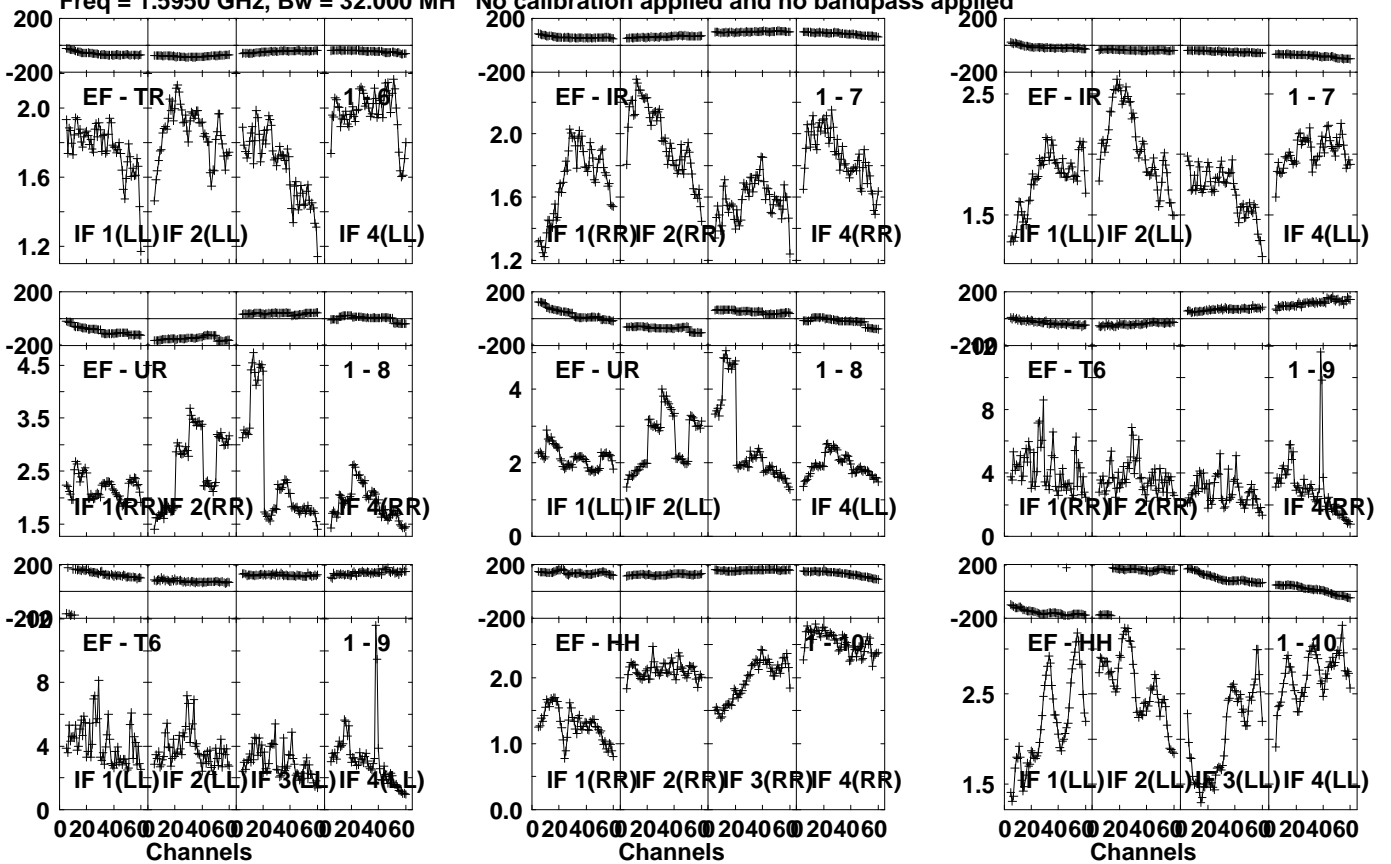 Freq = 1.5950 GHz, Bw = 32.000 MH No calibration applied and no bandpass applied
200 200 200
-200 -200 -200
EF - TR 1 - 6 EF - IR 1 - 7 EF - IR 1 - 7
2.0 2.0 2.5
1.6 1.6 1.5
1.2 1.2
IF 1(LL) IF 2(LL) IF 4(LL) IF 1(RR) IF 2(RR) IF 4(RR) IF 1(LL) IF 2(LL) IF 4(LL)
200 200 200
-200 -200 -200
12
EF - UR 1 - 8 EF - UR 1 - 8 EF - T6 1 - 9
4.5 4 8
3.5 2 4
2.5 0 0
1.5
IF 1(RR) IF 2(RR) IF 4(RR) IF 1(LL) IF 2(LL) IF 4(LL) IF 1(RR) IF 2(RR) IF 4(RR)
200 200 200
-200 -200 -200
12
EF - T6 1 - 9 EF - HH 1 - 10 EF - HH 1 - 10
8 2.0 2.5
4 1.0 1.5
0 0.0
IF 1(LL) IF 2(LL) IF 3(LL) IF 4(LL) IF 1(RR) IF 2(RR) IF 3(RR) IF 4(RR) IF 1(LL) IF 2(LL) IF 3(LL) IF 4(LL)
0 20 40 60 0 20 40 60 0 20 40 60 0 20 40 60 0 20 40 60 0 20 40 60 0 20 40 60 0 20 40 60 0 20 40 60 0 20 40 60 0 20 40 60 0 20 40 60
Channels Channels Channels